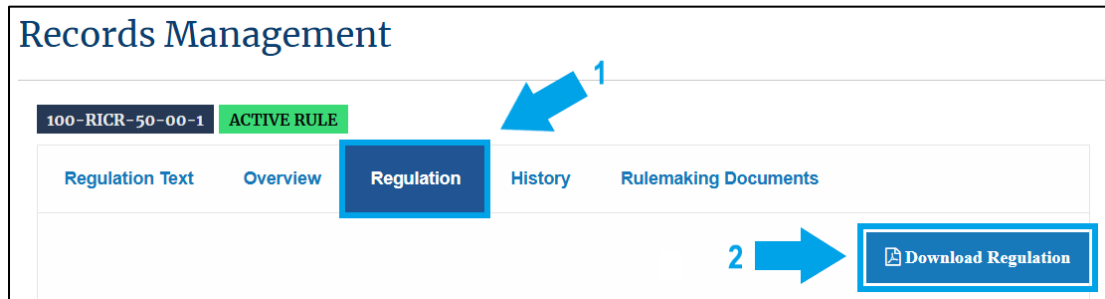 Records Management
1
100-RICR-50-00-1 ACTIVE RULE
Regulation Text Overview Regulation History Rulemaking Documents
2 Download Regulation